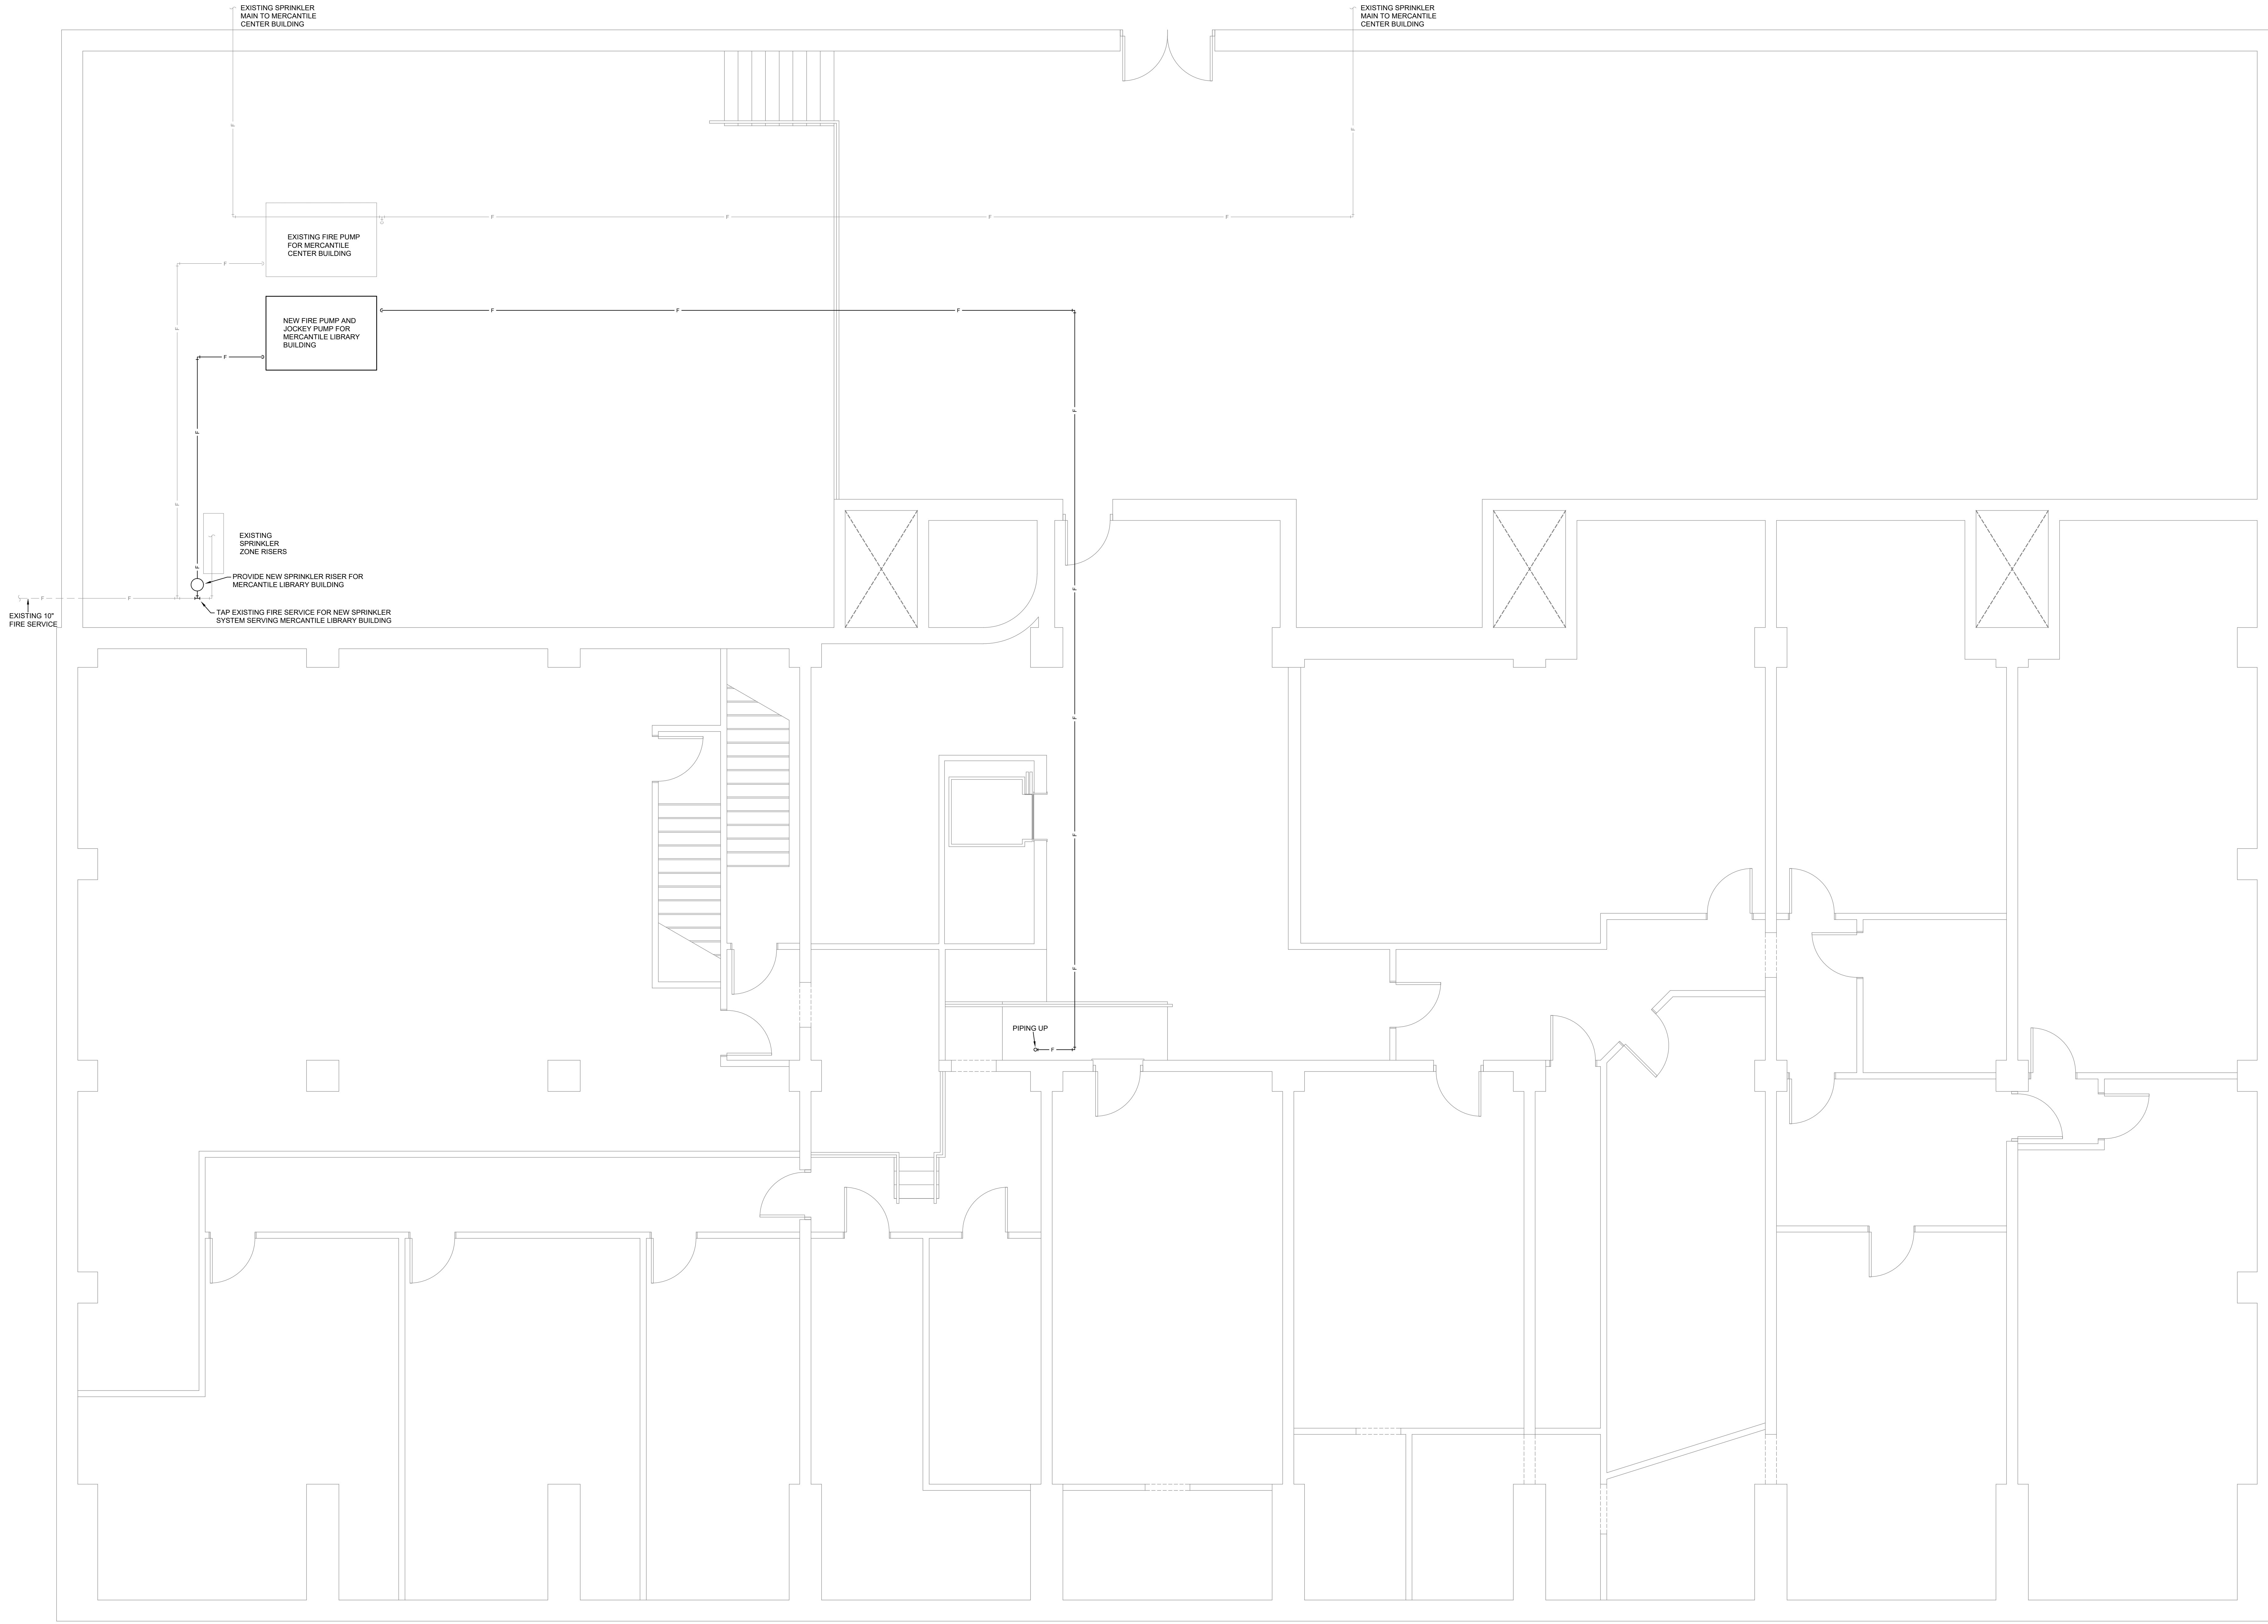 EXISTING SPRINKLER
MAIN TO MERCANTILE
CENTER BUILDING
EXISTING SPRINKLER
MAIN TO MERCANTILE
CENTER BUILDING
F
F
F
F
F
F
EXISTING FIRE PUMP
FOR MERCANTILE
CENTER BUILDING
F
NEW FIRE PUMP AND
JOCKEY PUMP FOR
MERCANTILE LIBRARY
BUILDING
F
F
F
F
F
F
F
F
F
EXISTING
SPRINKLER
ZONE RISERS
F
PROVIDE NEW SPRINKLER RISER FOR
MERCANTILE LIBRARY BUILDING
F
F
F
EXISTING 10"
FIRE SERVICE
TAP EXISTING FIRE SERVICE FOR NEW SPRINKLER
SYSTEM SERVING MERCANTILE LIBRARY BUILDING
F
F
F
PIPING UP
F